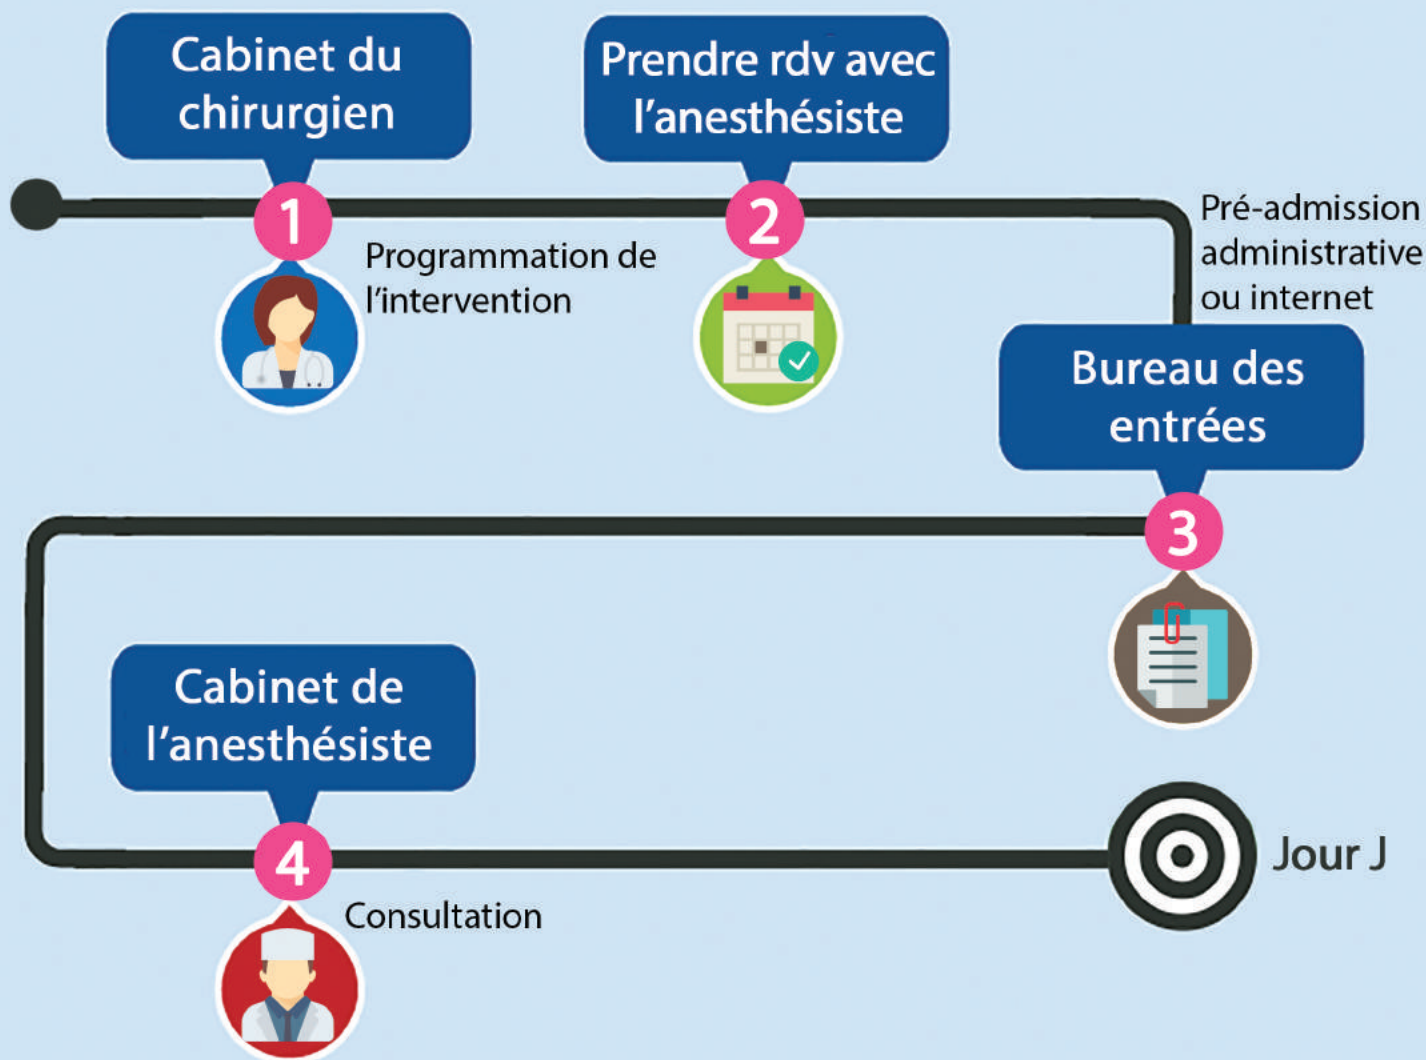 Cabinet du
chirurgien
1
Programmation de
l'intervention
Prendre rdv avec
l'anesthésiste
2
Pré-admission
administrative
ou internet
Bureau des
entrées
3
Cabinet de
l'anesthésiste
4
Consultation
Jour J